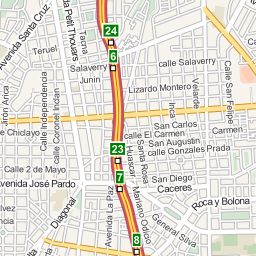 Avenida Santa Cruz
Petit Thouars
Tarma
24
6
Teruel
Salaverry
calle Salaverry
Junin
Lizardo Montero
Velarde
Calle San Felipe
Inca
Jirón Arica
Calle Independencia
Calle Coronel Inclan
San Carlos
Chiclayo
calle El Carmen
Carmen
San Agustin
23
calle Gonzales Prada
Santa Rosa
Huascar
Calle 2 de Mayo
Avenida José Pardo
7
San Diego
Caceres
Roca y Bolona
Diagonal
Avenida La Paz
Mariano Odicio
General Silva
8